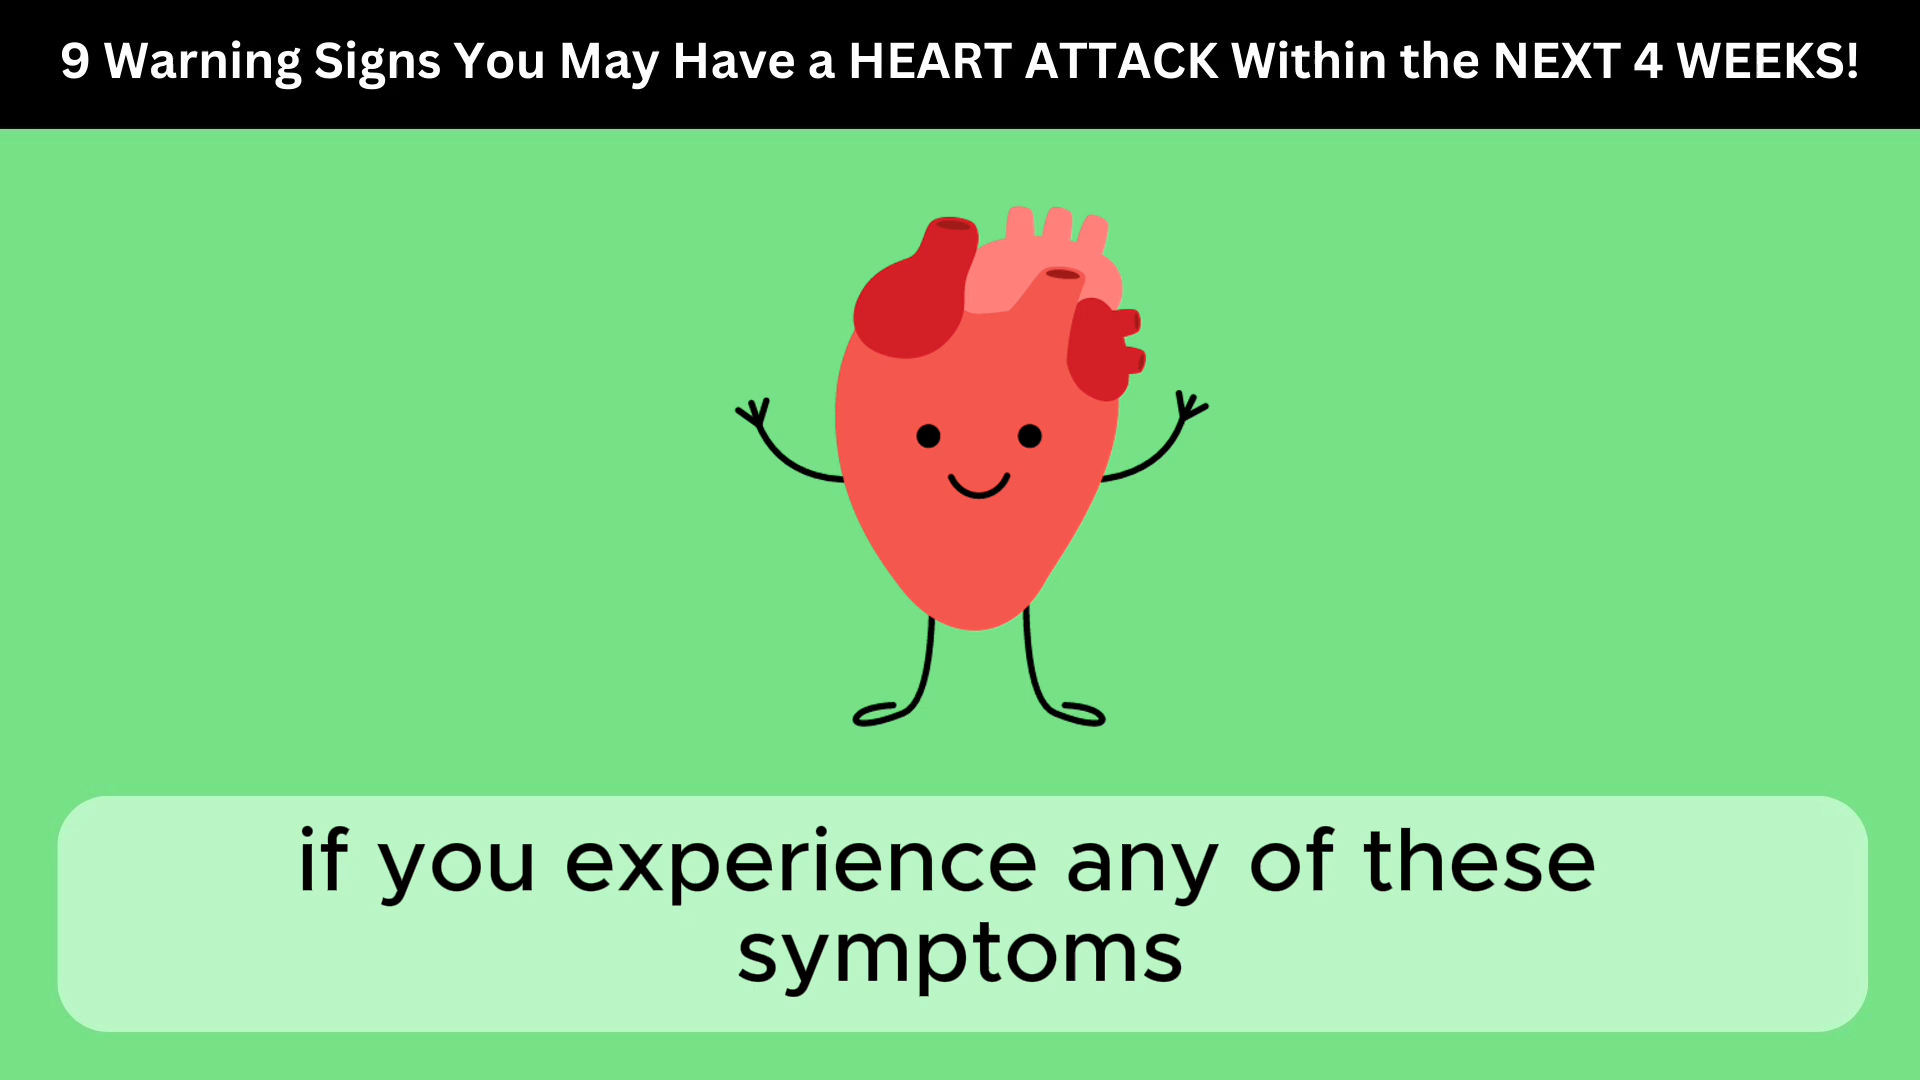 9 Warning Signs You May Have a HEART ATTACK Within the NEXT 4 WEEKS!
if you experience any of these
symptoms